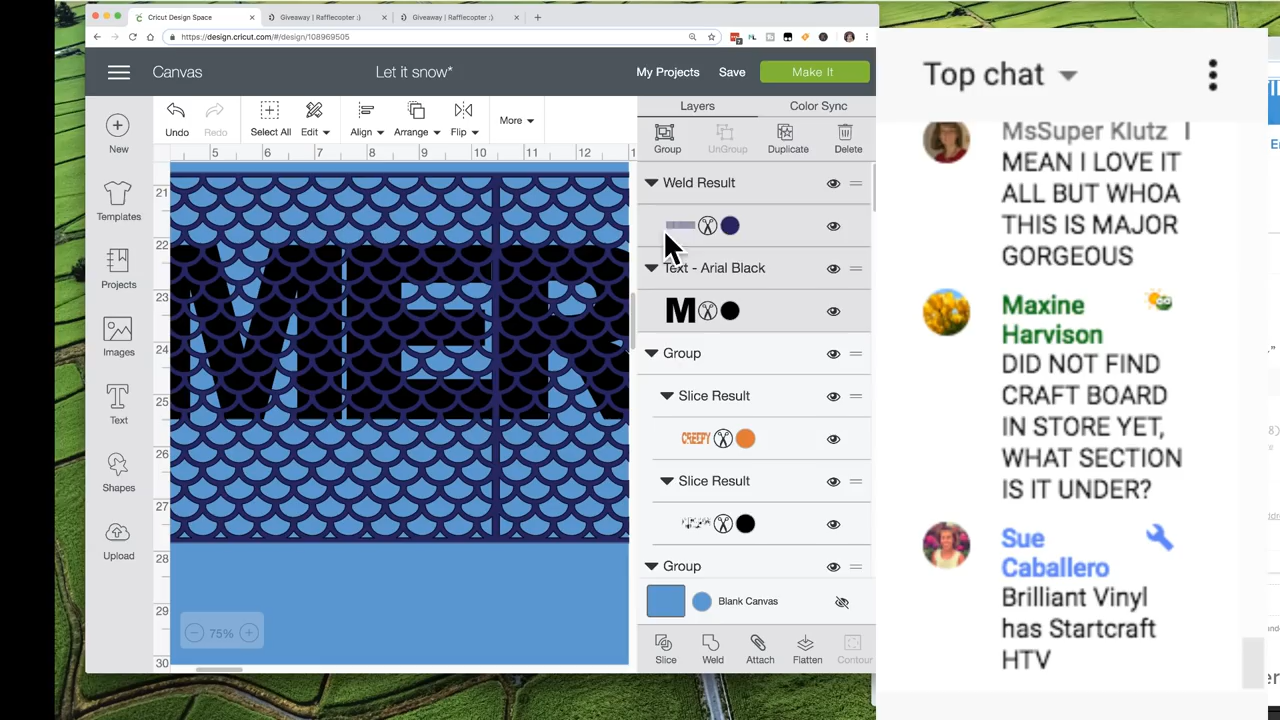 Cricut Design Space
Giveaway | Rafflecopter :)
Giveaway | Rafflecopter :)
https://design.cricut.com/#/design/108969505
Canvas
Let it snow*
My Projects
Save
Make It
Undo
Redo
Select All
Edit
Align
Arrange
Flip
More
Layers
Color Sync
Group
UnGroup
Duplicate
Delete
New
Templates
Projects
Images
Text
Shapes
Upload
5 6 7 8 9 10 11 12 1
21
22
23
24
25
26
27
28
29
30
MER
75%
Weld Result
Text - Arial Black
M
Group
Slice Result
CREEPY
Slice Result
Group
Blank Canvas
Slice
Weld
Attach
Flatten
Contour
Top chat
MsSuper Klutz I
MEAN I LOVE IT
ALL BUT WHOA
THIS IS MAJOR
GORGEOUS
Maxine
Harvison
DID NOT FIND
CRAFT BOARD
IN STORE YET,
WHAT SECTION
IS IT UNDER?
Sue
Caballero
Brilliant Vinyl
has Startcraft
HTV